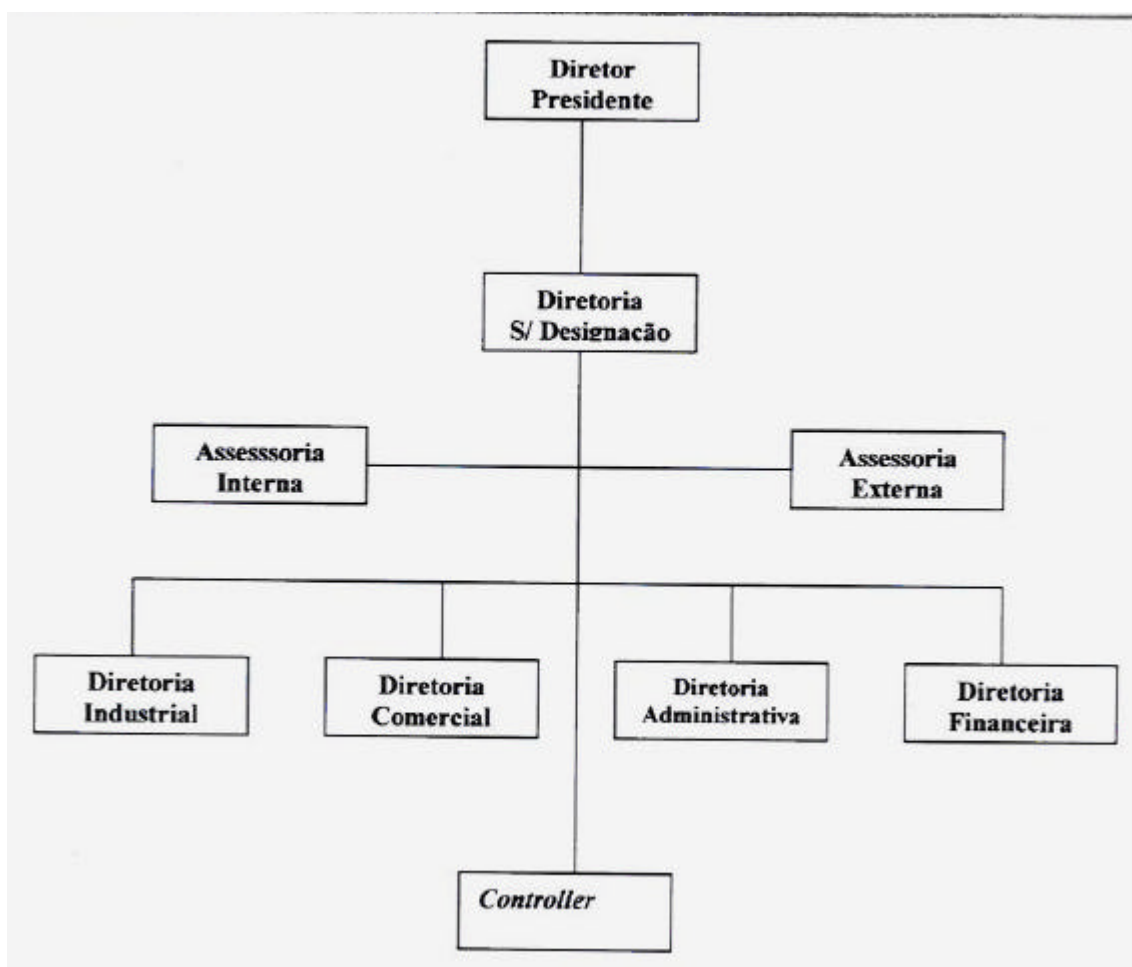 Diretor
Presidente
Diretoria
S/ Designação
Assesssoria
Interna
Assessoria
Externa
Diretoria
Industrial
Diretoria
Comercial
Diretoria
Administrativa
Diretoria
Financeira
Controller